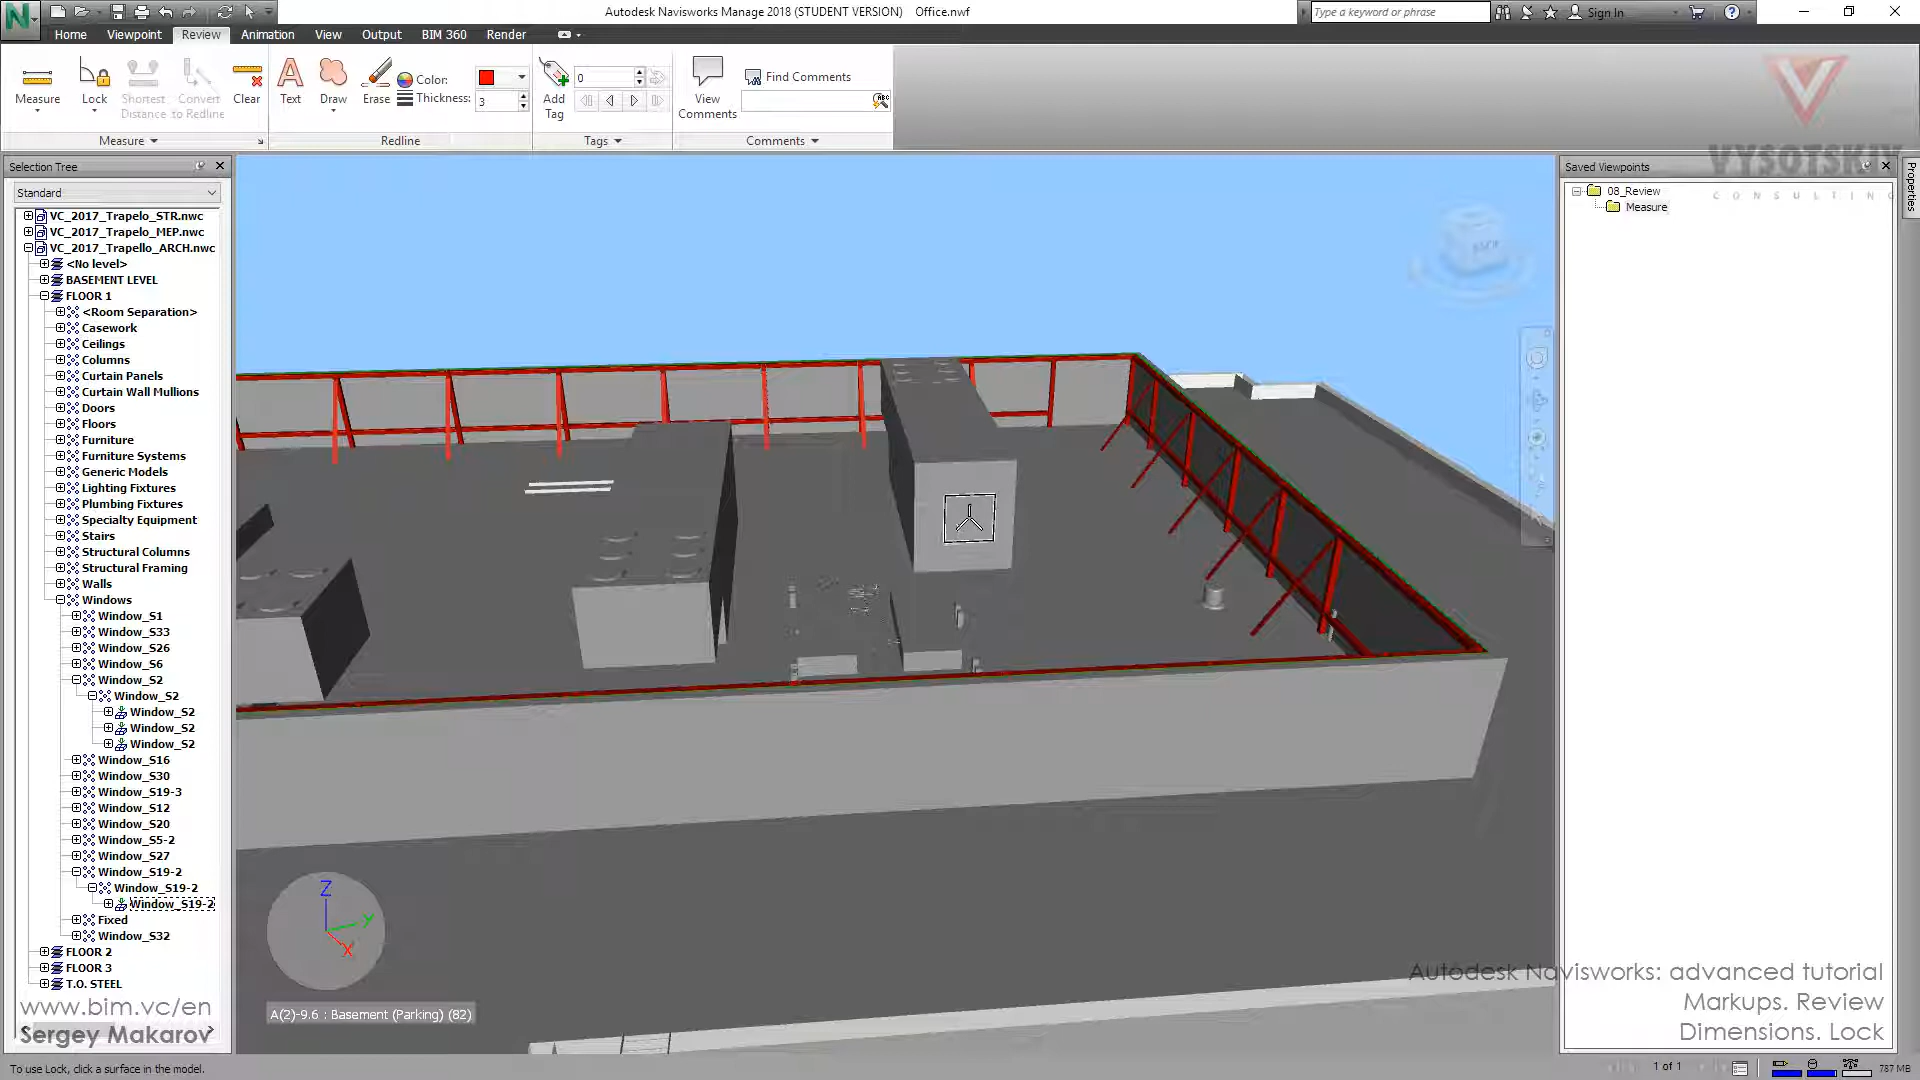 Autodesk Navisworks Manage 2018 (STUDENT VERSION) Office.nwf
Type a keyword or phrase
Sign In
Home Viewpoint Review Animation View Output BIM 360 Render
Measure
Lock
Shortest Distance
Convert to Redline
Clear
Text
Draw
Erase
Color:
Thickness:
3
Add Tag
0
View Comments
Find Comments
Measure
Redline
Tags
Comments
VYSOTSKIY
CONSULTING
Selection Tree
Standard
VC_2017_Trapelo_STR.nwc
VC_2017_Trapelo_MEP.nwc
VC_2017_Trapello_ARCH.nwc
<No level>
BASEMENT LEVEL
FLOOR 1
<Room Separation>
Casework
Ceilings
Columns
Curtain Panels
Curtain Wall Mullions
Doors
Floors
Furniture
Furniture Systems
Generic Models
Lighting Fixtures
Plumbing Fixtures
Specialty Equipment
Stairs
Structural Columns
Structural Framing
Walls
Windows
Window_S1
Window_S33
Window_S26
Window_S6
Window_S2
Window_S2
Window_S2
Window_S2
Window_S2
Window_S16
Window_S30
Window_S19-3
Window_S12
Window_S20
Window_S5-2
Window_S27
Window_S19-2
Window_S19-2
Window_S19-2
Fixed
Window_S32
FLOOR 2
FLOOR 3
T.O. STEEL
www.bim.vc/en
Sergey Makarov
BACK
Z
Y
X
A(2)-9.6 : Basement (Parking) (82)
Saved Viewpoints
08_Review
Measure
Properties
Autodesk Navisworks: advanced tutorial
Markups. Review
Dimensions. Lock
To use Lock, click a surface in the model.
1 of 1
787 MB